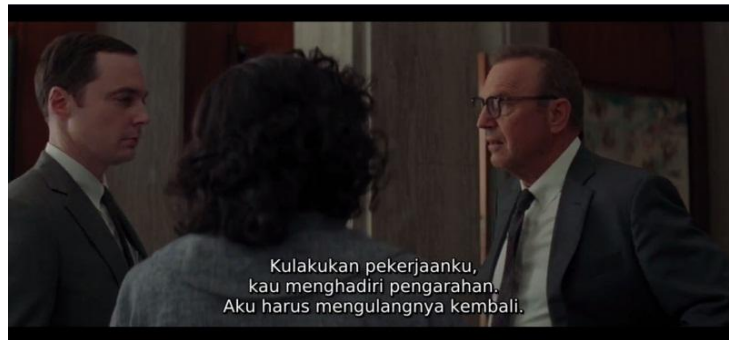 Kulakukan pekerjaanku,
kau menghadiri pengarahan.
Aku harus mengulangnya kembali.